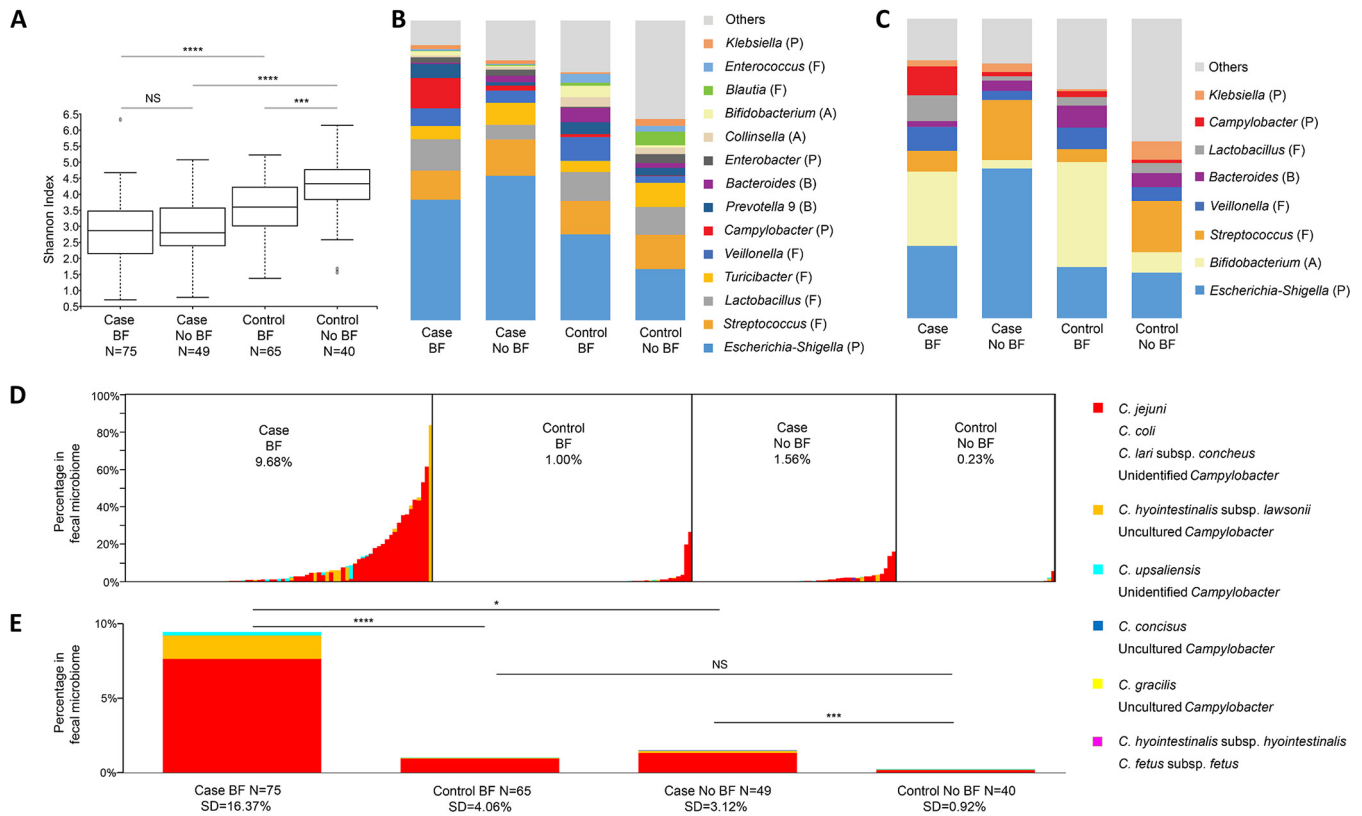 A
****
****
NS
***
Shannon Index
6.5
6.0
5.5
5.0
4.5
4.0
3.5
3.0
2.5
2.0
1.5
1.0
0.5
Case
BF
N=75
Case
No BF
N=49
Control
BF
N=65
Control
No BF
N=40
B
Case
BF
Case
No BF
Control
BF
Control
No BF
Others
Klebsiella (P)
Enterococcus (F)
Blautia (F)
Bifidobacterium (A)
Collinsella (A)
Enterobacter (P)
Bacteroides (B)
Prevotella 9 (B)
Campylobacter (P)
Veillonella (F)
Turicibacter (F)
Lactobacillus (F)
Streptococcus (F)
Escherichia-Shigella (P)
C
Case
BF
Case
No BF
Control
BF
Control
No BF
Others
Klebsiella (P)
Campylobacter (P)
Lactobacillus (F)
Bacteroides (B)
Veillonella (F)
Streptococcus (F)
Bifidobacterium (A)
Escherichia-Shigella (P)
D
Percentage in
fecal microbiome
100%
80%
60%
40%
20%
0%
Case
BF
9.68%
Control
BF
1.00%
Case
No BF
1.56%
Control
No BF
0.23%
C. jejuni
C. coli
C. lari subsp. concheus
Unidentified Campylobacter
C. hyointestinalis subsp. lawsonii
Uncultured Campylobacter
C. upsaliensis
Unidentified Campylobacter
C. concisus
Uncultured Campylobacter
C. gracilis
Uncultured Campylobacter
C. hyointestinalis subsp. hyointestinalis
C. fetus subsp. fetus
E
Percentage in
fecal microbiome
10%
5%
0%
*
****
NS
***
Case BF N=75
SD=16.37%
Control BF N=65
SD=4.06%
Case No BF N=49
SD=3.12%
Control No BF N=40
SD=0.92%